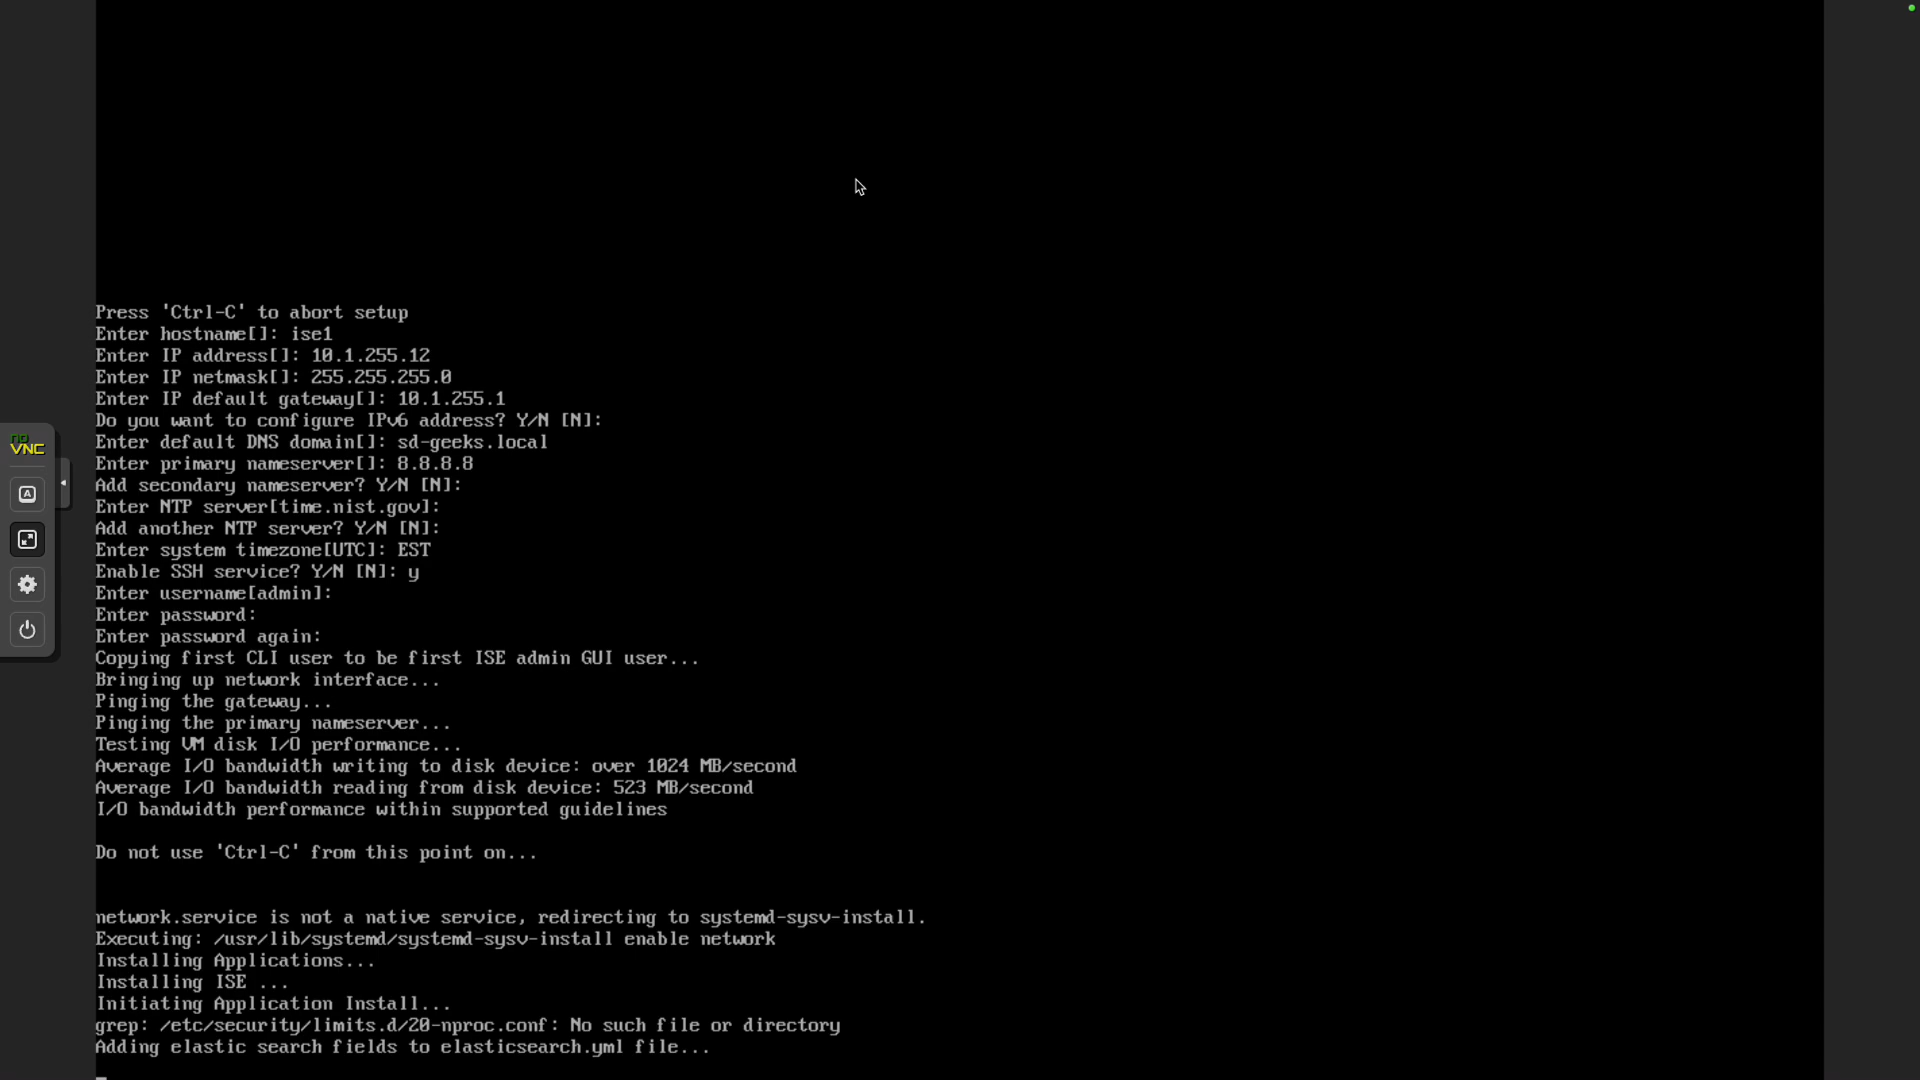 Press 'Ctrl-C' to abort setup
Enter hostname[]: ise1
Enter IP address[]: 10.1.255.12
Enter IP netmask[]: 255.255.255.0
Enter IP default gateway[]: 10.1.255.1
Do you want to configure IPv6 address? Y/N [N]:
Enter default DNS domain[]: sd-geeks.local
Enter primary nameserver[]: 8.8.8.8
Add secondary nameserver? Y/N [N]:
Enter NTP server[time.nist.gov]:
Add another NTP server? Y/N [N]:
Enter system timezone[UTC]: EST
Enable SSH service? Y/N [N]: y
Enter username[admin]:
Enter password:
Enter password again:
Copying first CLI user to be first ISE admin GUI user...
Bringing up network interface...
Pinging the gateway...
Pinging the primary nameserver...
Testing VM disk I/O performance...
Average I/O bandwidth writing to disk device: over 1024 MB/second
Average I/O bandwidth reading from disk device: 523 MB/second
I/O bandwidth performance within supported guidelines
Do not use 'Ctrl-C' from this point on...
network.service is not a native service, redirecting to systemd-sysv-install.
Executing: /usr/lib/systemd/systemd-sysv-install enable network
Installing Applications...
Installing ISE ...
Initiating Application Install...
grep: /etc/security/limits.d/20-nproc.conf: No such file or directory
Adding elastic search fields to elasticsearch.yml file...
no
VNC
A